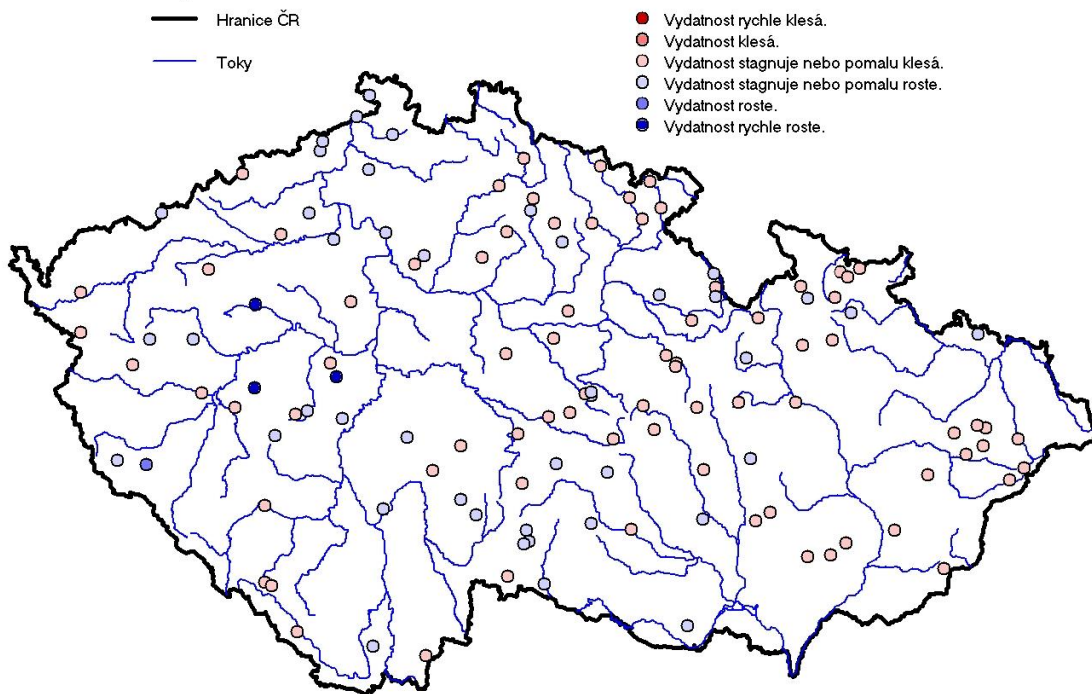 Hranice ČR
Toky
Vydatnost rychle klesá.
Vydatnost klesá.
Vydatnost stagnuje nebo pomalu klesá.
Vydatnost stagnuje nebo pomalu roste.
Vydatnost roste.
Vydatnost rychle roste.